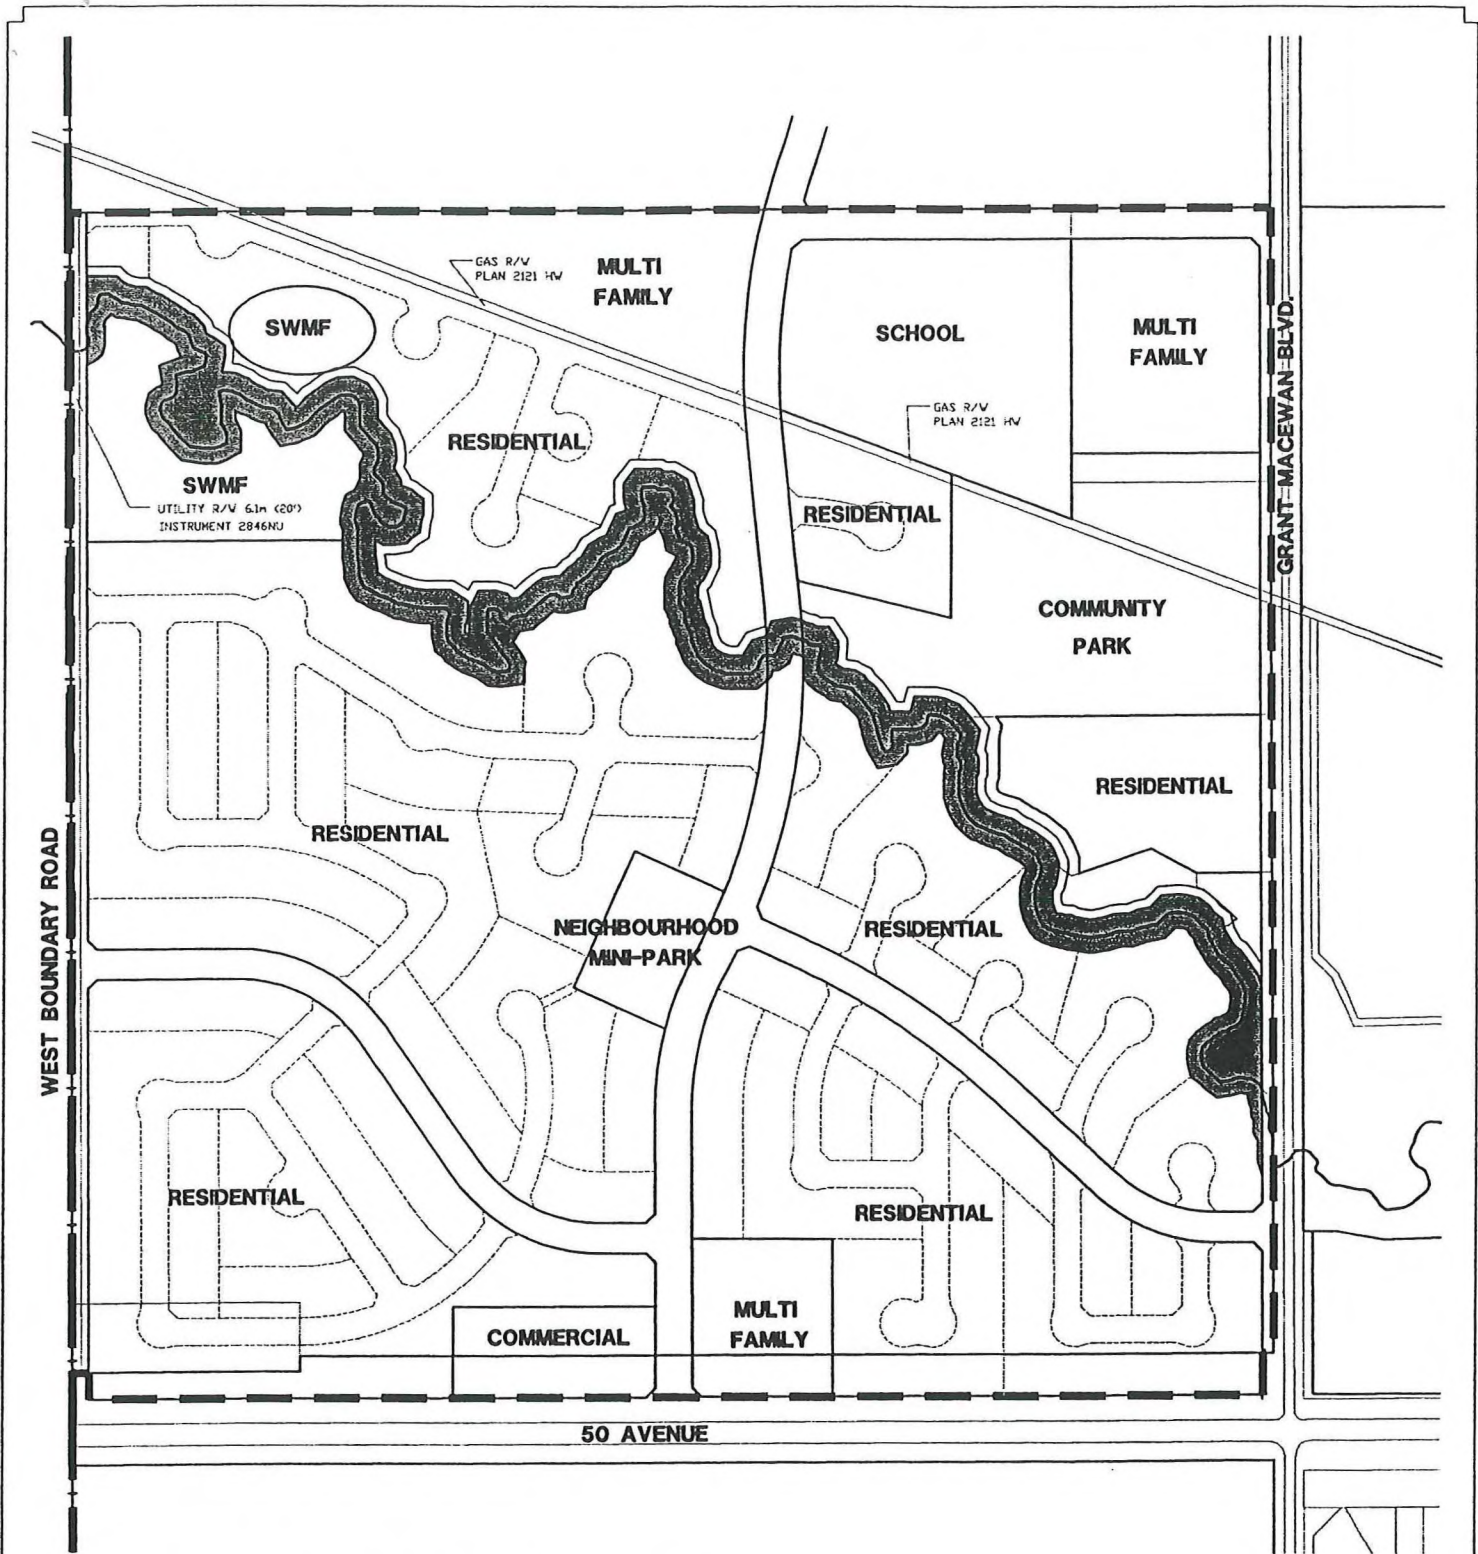 GAS R/W
PLAN 2121 HW
MULTI
FAMILY
SWMF
SCHOOL
MULTI
FAMILY
GAS R/W
PLAN 2121 HW
RESIDENTIAL
SWMF
UTILITY R/W 6.1m (20')
INSTRUMENT 2846NU
RESIDENTIAL
GRANT MACEWAN BLVD.
COMMUNITY
PARK
RESIDENTIAL
RESIDENTIAL
WEST BOUNDARY ROAD
NEIGHBOURHOOD
MINI-PARK
RESIDENTIAL
RESIDENTIAL
RESIDENTIAL
COMMERCIAL
MULTI
FAMILY
50 AVENUE